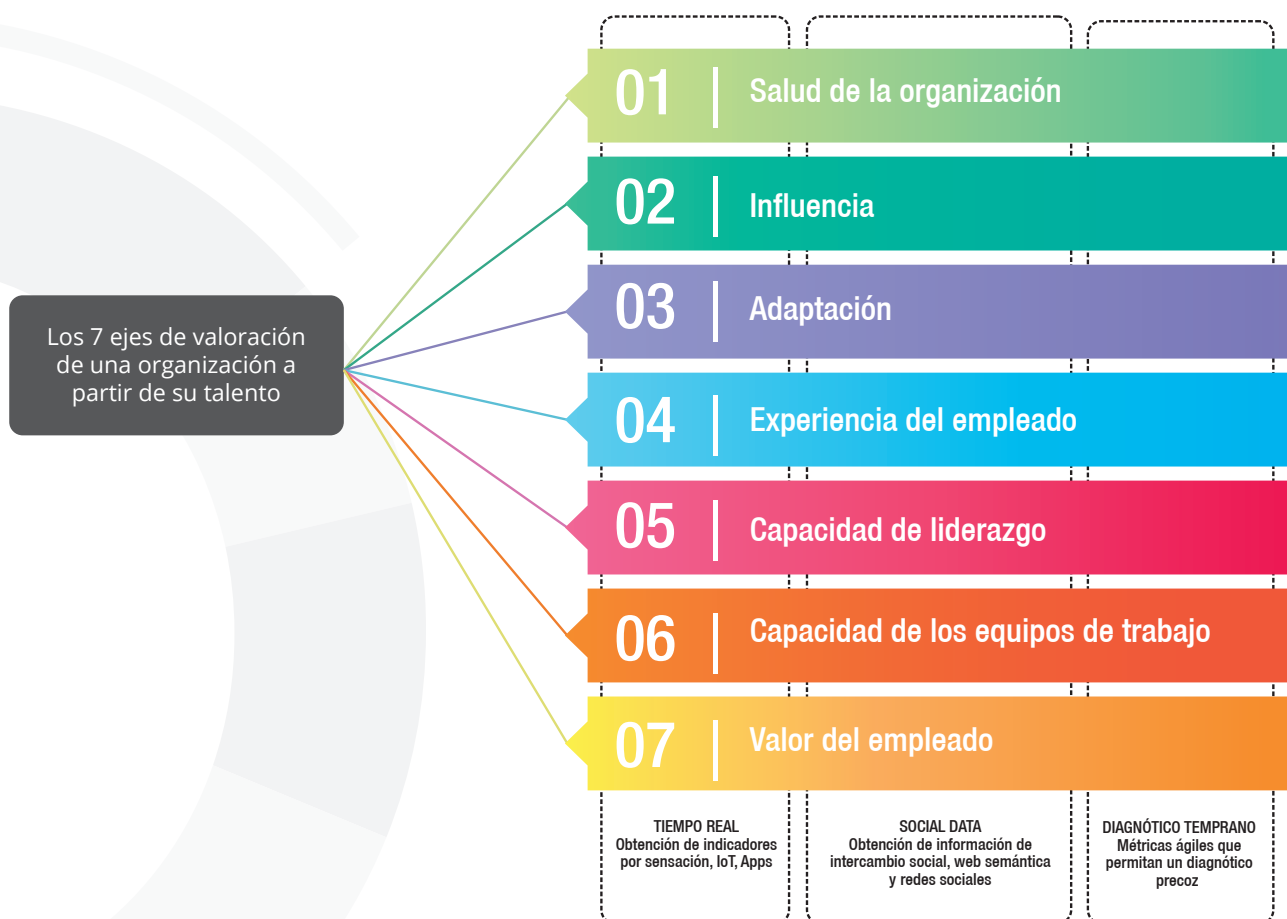 Los 7 ejes de valoración
de una organización a
partir de su talento
01 Salud de la organización
02 Influencia
03 Adaptación
04 Experiencia del empleado
05 Capacidad de liderazgo
06 Capacidad de los equipos de trabajo
07 Valor del empleado
TIEMPO REAL
Obtención de indicadores
por sensación, IoT, Apps
SOCIAL DATA
Obtención de información de
intercambio social, web semántica
y redes sociales
DIAGNÓTICO TEMPRANO
Métricas ágiles que
permitan un diagnótico
precoz